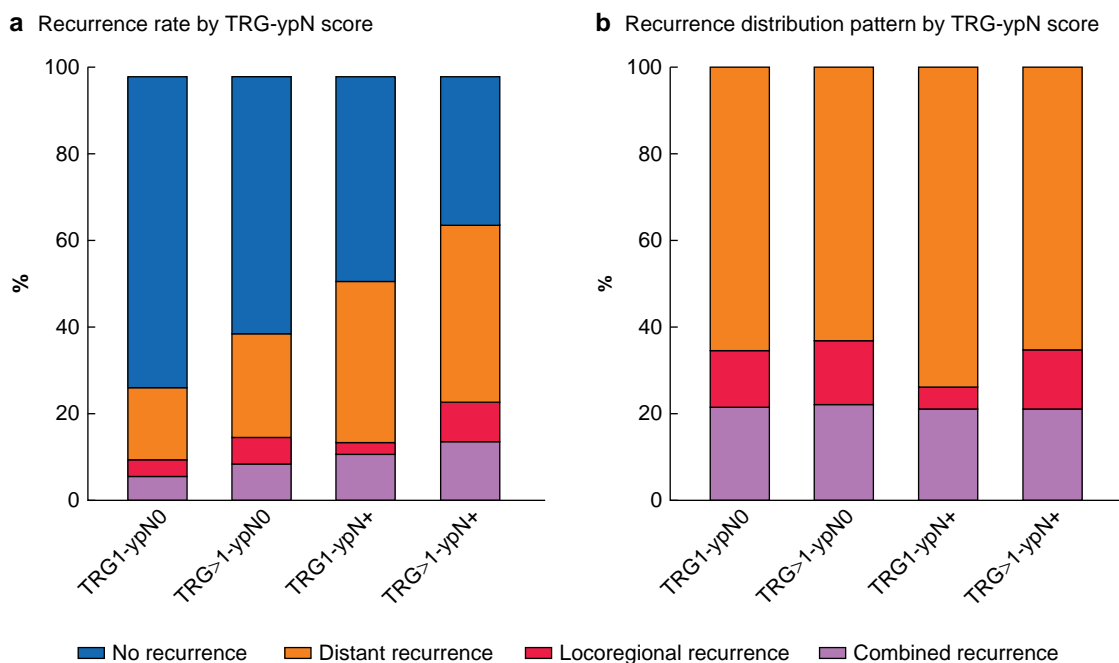 a Recurrence rate by TRG-ypN score
100
80
60
40
20
0
%
TRG1-ypN0
TRG>1-ypN0
TRG1-ypN+
TRG>1-ypN+
b Recurrence distribution pattern by TRG-ypN score
100
80
60
40
20
0
%
TRG1-ypN0
TRG>1-ypN0
TRG1-ypN+
TRG>1-ypN+
No recurrence Distant recurrence Locoregional recurrence Combined recurrence